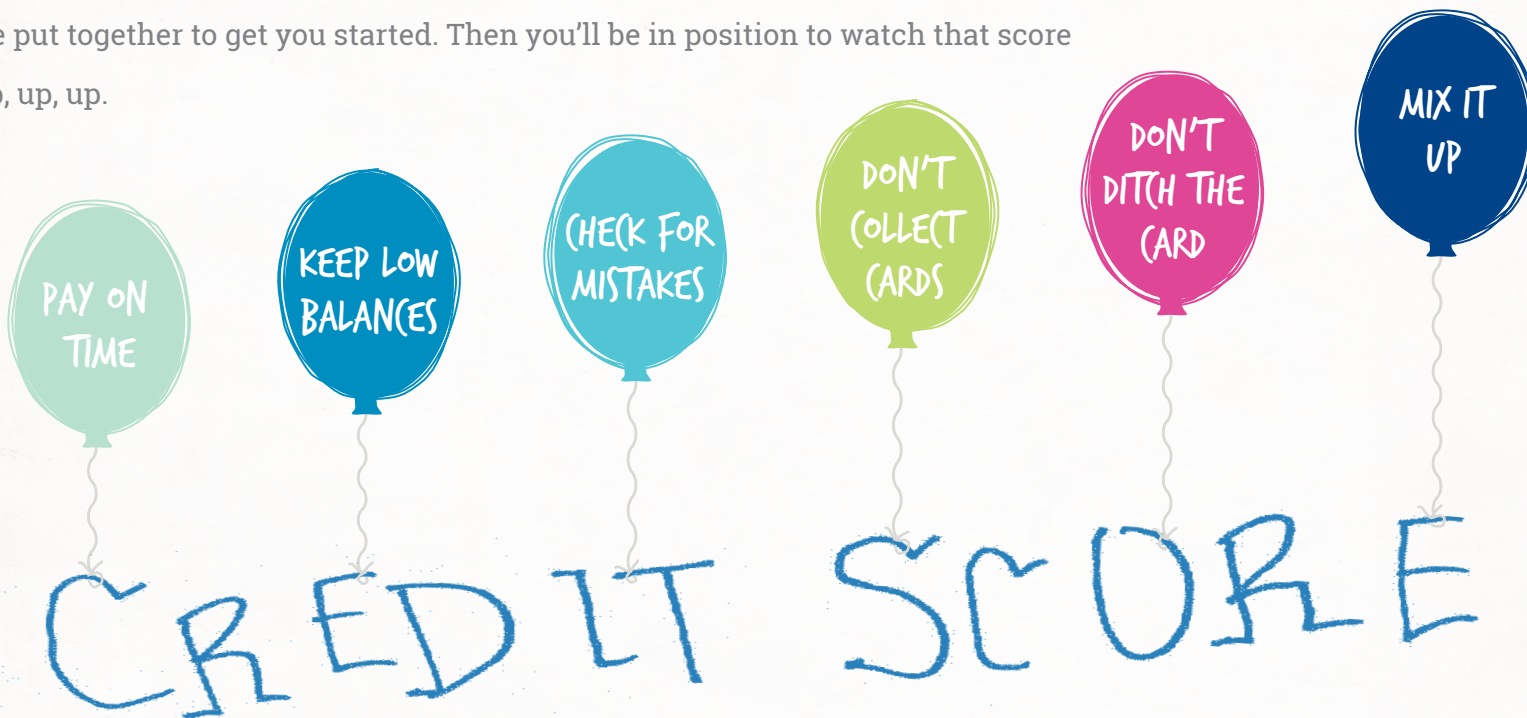 put together to get you started. Then you’ll be in position to watch that score
up, up.
PAY ON
TIME
KEEP LOW
BALANCES
CHECK FOR
MISTAKES
DON'T
COLLECT
CARDS
DON'T
DITCH THE
CARD
MIX IT
UP
CREDIT SCORE